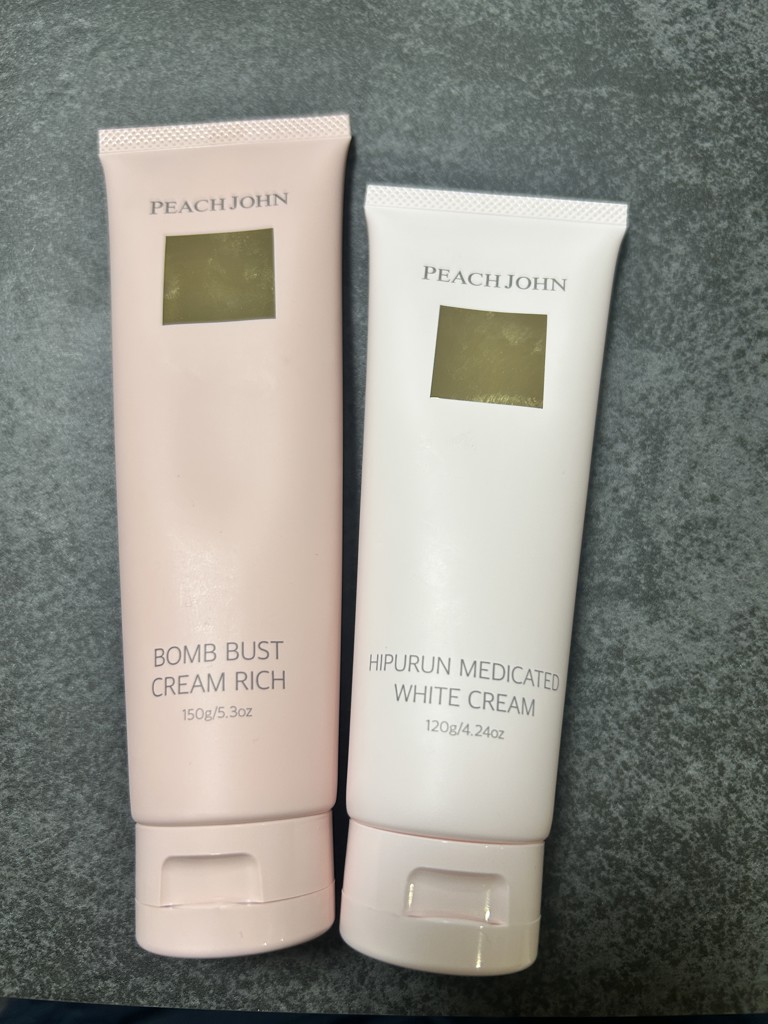 PEACH JOHN
BOMB BUST
CREAM RICH
150g/5.3oz
PEACH JOHN
HIPURUN MEDICATED
WHITE CREAM
120g/4.24oz